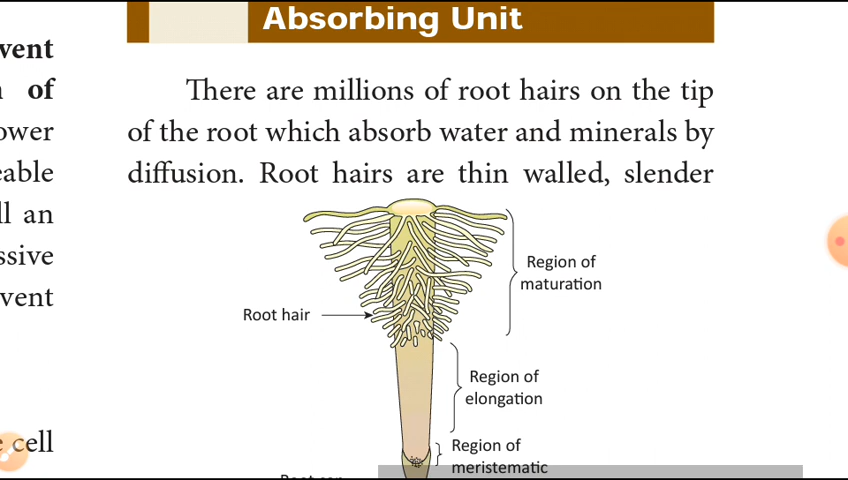 Absorbing Unit
vent
of
ower
eable
ll an
ssive
vent
cell
There are millions of root hairs on the tip
of the root which absorb water and minerals by
diffusion. Root hairs are thin walled, slender
Region of
maturation
Root hair
Region of
elongation
Region of
meristematic